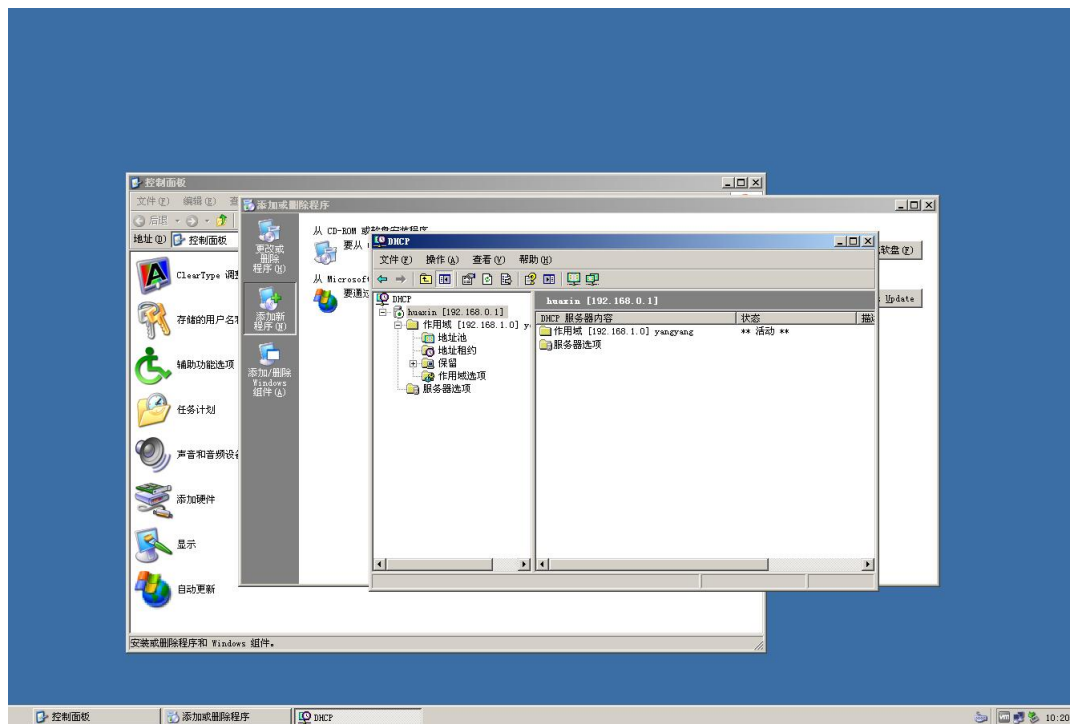 控制面板
文件(F) 编辑(E) 查
后退
地址(D) 控制面板
ClearType 调
存储的用户名
辅助功能选项
任务计划
声音和音频设
添加硬件
显示
自动更新
安装或删除程序和 Windows 组件。
添加或删除程序
更改或
删除
程序(H)
添加新
程序(N)
添加/删除
Windows
组件(A)
从 CD-ROM 或软盘安装程序
要从
软盘(F)
从 Microsoft
要通过
Update
DHCP
文件(F) 操作(A) 查看(V) 帮助(H)
DHCP
huaxin [192.168.0.1]
作用域 [192.168.1.0] y
地址池
地址租约
保留
作用域选项
服务器选项
huaxin [192.168.0.1]
DHCP 服务器内容 状态 描
作用域 [192.168.1.0] yangyang ** 活动 **
服务器选项
控制面板 添加或删除程序 DHCP 10:20